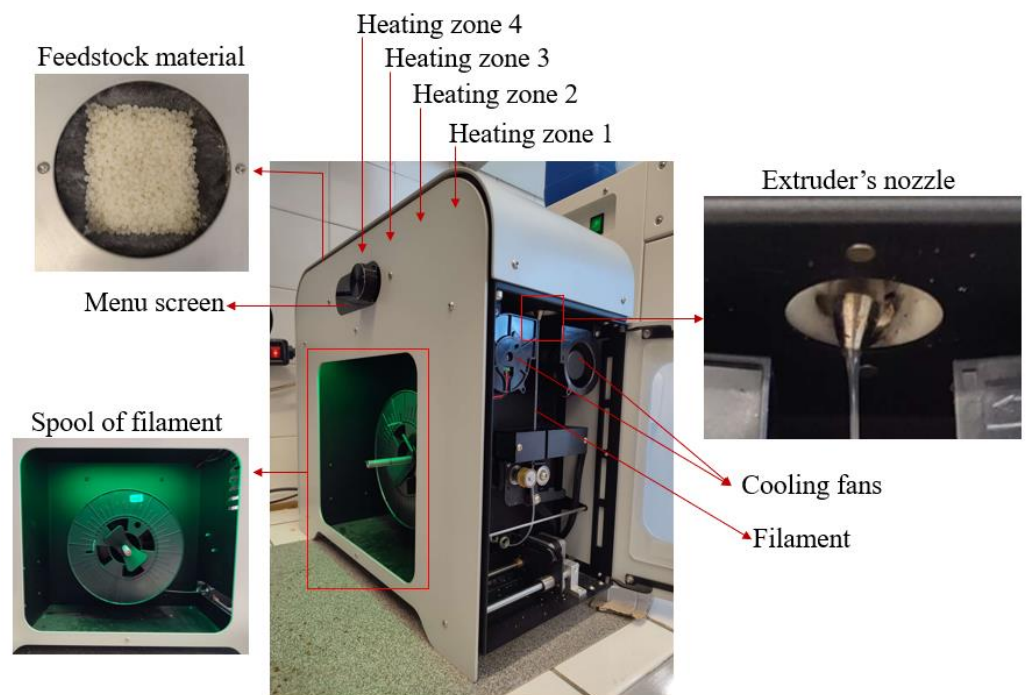 Heating zone 4
Feedstock material
Heating zone 3
Heating zone 2
Heating zone 1
Extruder's nozzle
Menu screen
Spool of filament
Cooling fans
Filament